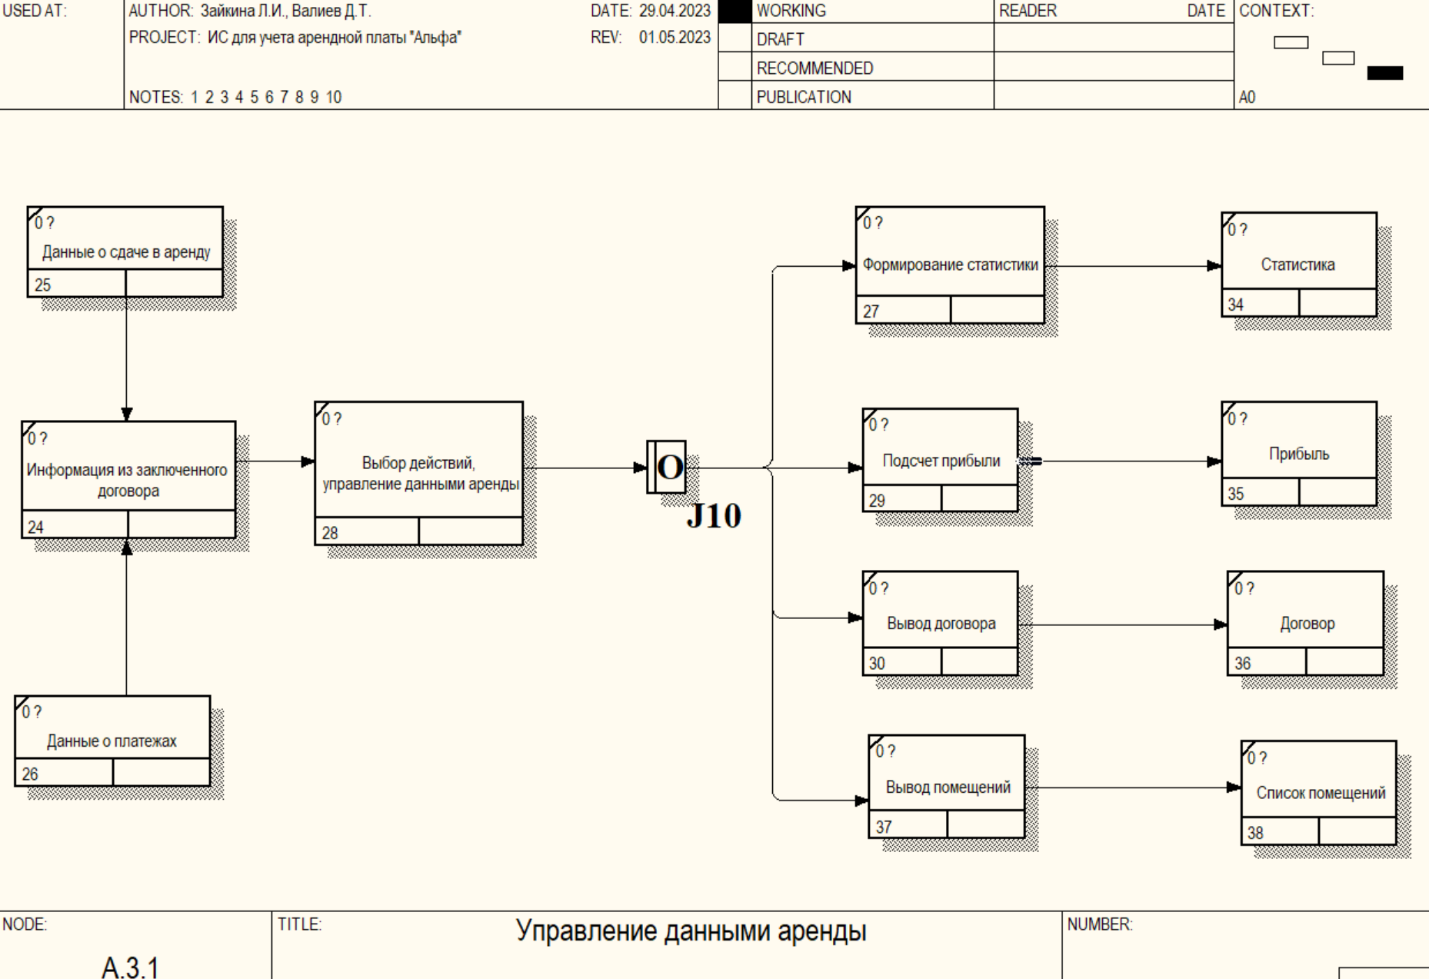 USED AT:
AUTHOR: Зайкина Л.И., Валиев Д.Т.
DATE: 29.04.2023
WORKING
READER
DATE
CONTEXT:
PROJECT: ИС для учета арендной платы "Альфа"
REV: 01.05.2023
DRAFT
RECOMMENDED
NOTES: 1 2 3 4 5 6 7 8 9 10
PUBLICATION
A0
0 ?
Данные о сдаче в аренду
25
0 ?
Информация из заключенного
договора
24
0 ?
Данные о платежах
26
0 ?
Выбор действий,
управление данными аренды
28
O
J10
0 ?
Формирование статистики
27
0 ?
Статистика
34
0 ?
Подсчет прибыли
29
0 ?
Прибыль
35
0 ?
Вывод договора
30
0 ?
Договор
36
0 ?
Вывод помещений
37
0 ?
Список помещений
38
NODE:
A.3.1
TITLE:
Управление данными аренды
NUMBER: